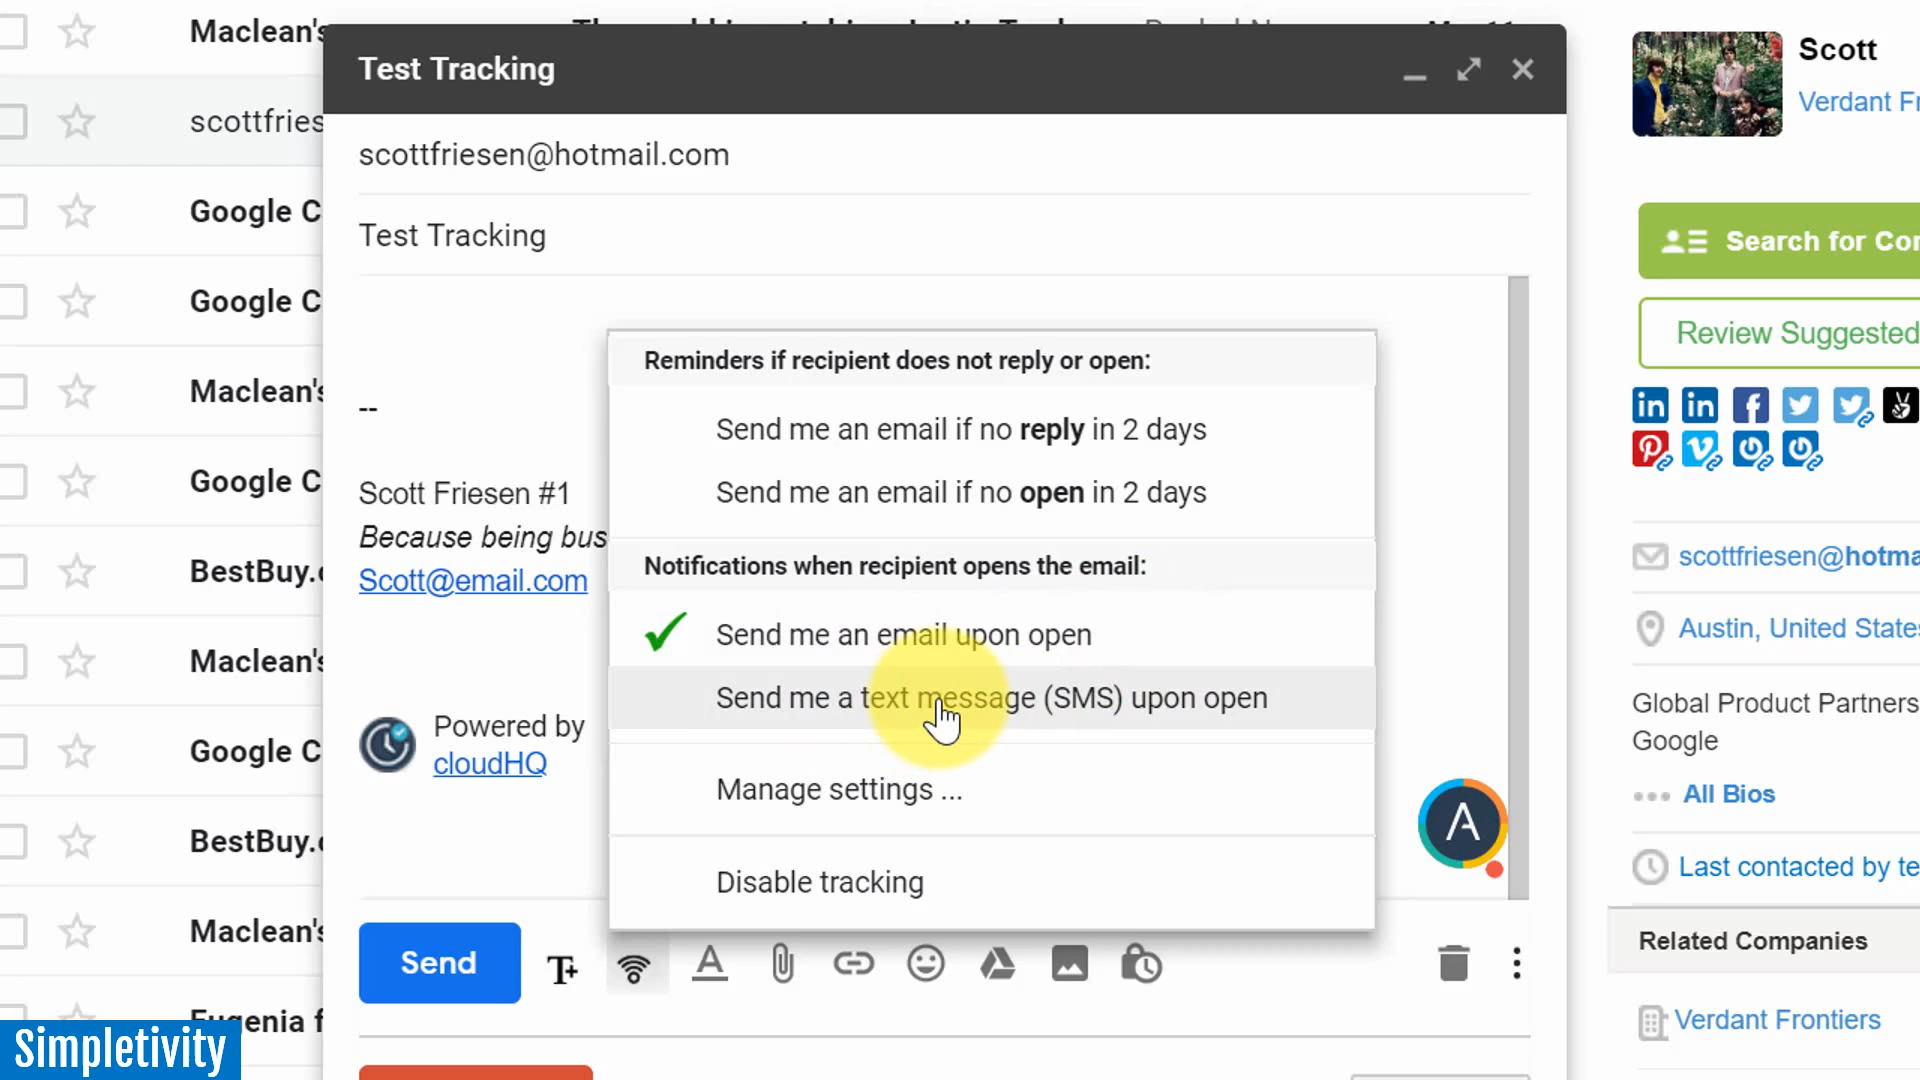 Maclean's
Test Tracking
Scott
Verdant Fr
scottfries
scottfriesen@hotmail.com
Google C
Test Tracking
Search for Cor
Google C
Review Suggested
Reminders if recipient does not reply or open:
Maclean's
--
Send me an email if no reply in 2 days
Google C
Scott Friesen #1
Send me an email if no open in 2 days
Because being bus
Notifications when recipient opens the email:
scottfriesen@hotma
BestBuy.c
Scott@email.com
Send me an email upon open
Austin, United States
Maclean's
Send me a text message (SMS) upon open
Global Product Partners
Google
Google C
Powered by
cloudHQ
Manage settings ...
All Bios
BestBuy.c
Disable tracking
Last contacted by te
Maclean's
Send
Related Companies
Eugenia f
Verdant Frontiers
Simpletivity